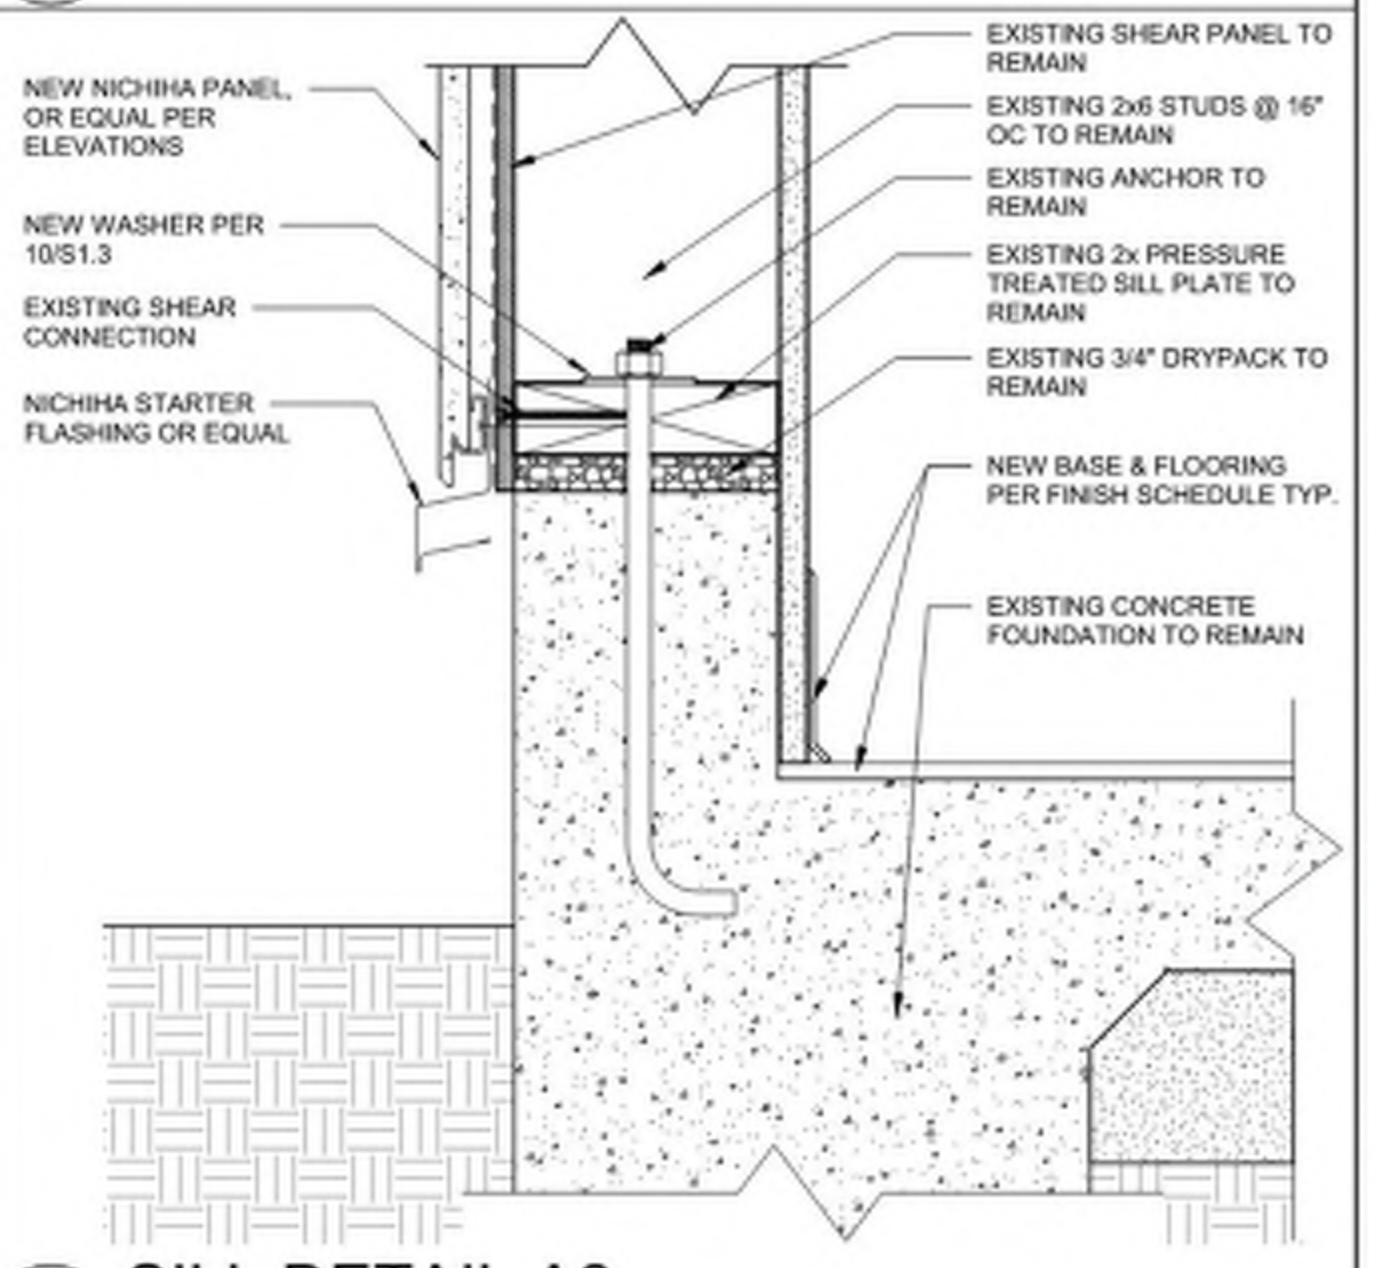 NEW NICHIHA PANEL,
OR EQUAL PER
ELEVATIONS
NEW WASHER PER
10/S1.3
EXISTING SHEAR
CONNECTION
NICHIHA STARTER
FLASHING OR EQUAL
EXISTING SHEAR PANEL TO
REMAIN
EXISTING 2x6 STUDS @ 16"
OC TO REMAIN
EXISTING ANCHOR TO
REMAIN
EXISTING 2x PRESSURE
TREATED SILL PLATE TO
REMAIN
EXISTING 3/4" DRYPACK TO
REMAIN
NEW BASE & FLOORING
PER FINISH SCHEDULE TYP.
EXISTING CONCRETE
FOUNDATION TO REMAIN
SILL DETAIL